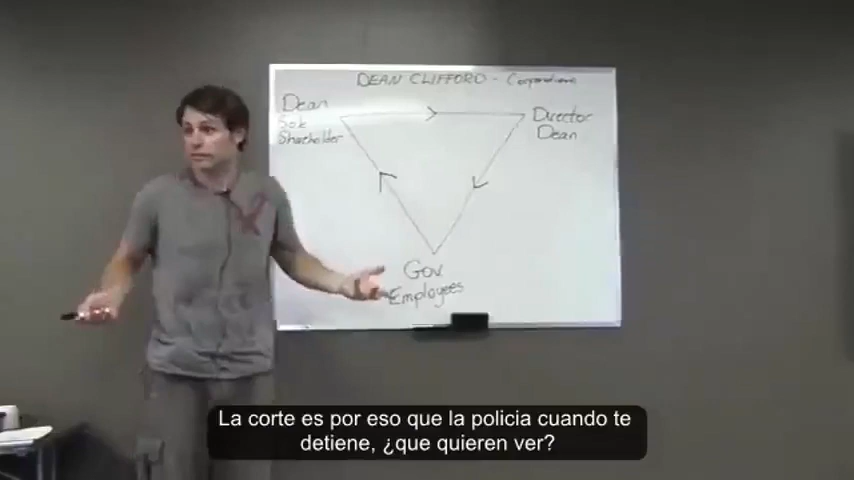 DEAN CLIFFORD - Corporations
Dean
Sole
Shareholder
Director
Dean
Gov.
Employees
La corte es por eso que la policia cuando te
detiene, ¿que quieren ver?